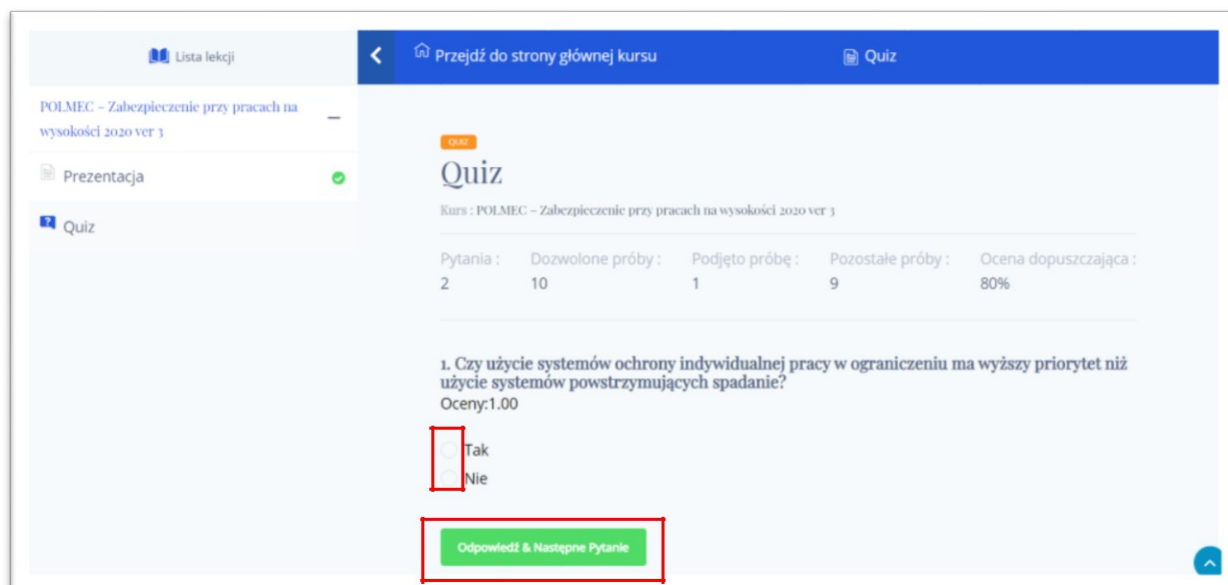 Lista lekcji
Przejdź do strony głównej kursu
Quiz
POLMEC – Zabezpieczenie przy pracach na
wysokości 2020 ver 3
Prezentacja
Quiz
QUIZ
Quiz
Kurs : POLMEC – Zabezpieczenie przy pracach na wysokości 2020 ver 3
Pytania : Dozwolone próby : Podjęto próbę : Pozostałe próby : Ocena dopuszczająca :
2 10 1 9 80%
1. Czy użycie systemów ochrony indywidualnej pracy w ograniczeniu ma wyższy priorytet niż
użycie systemów powstrzymujących spadanie?
Oceny:1.00
Tak
Nie
Odpowiedź & Następne Pytanie